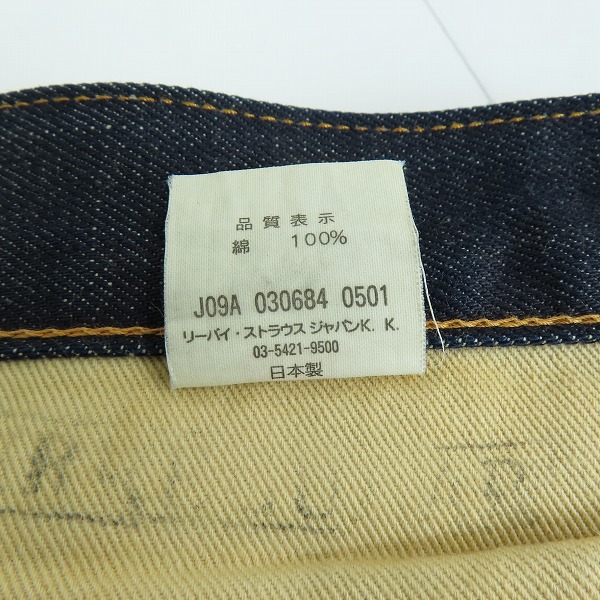 品質表示
綿 100%
J09A 030684 0501
リーバイ・ストラウス ジャパンK. K.
03-5421-9500
日本製